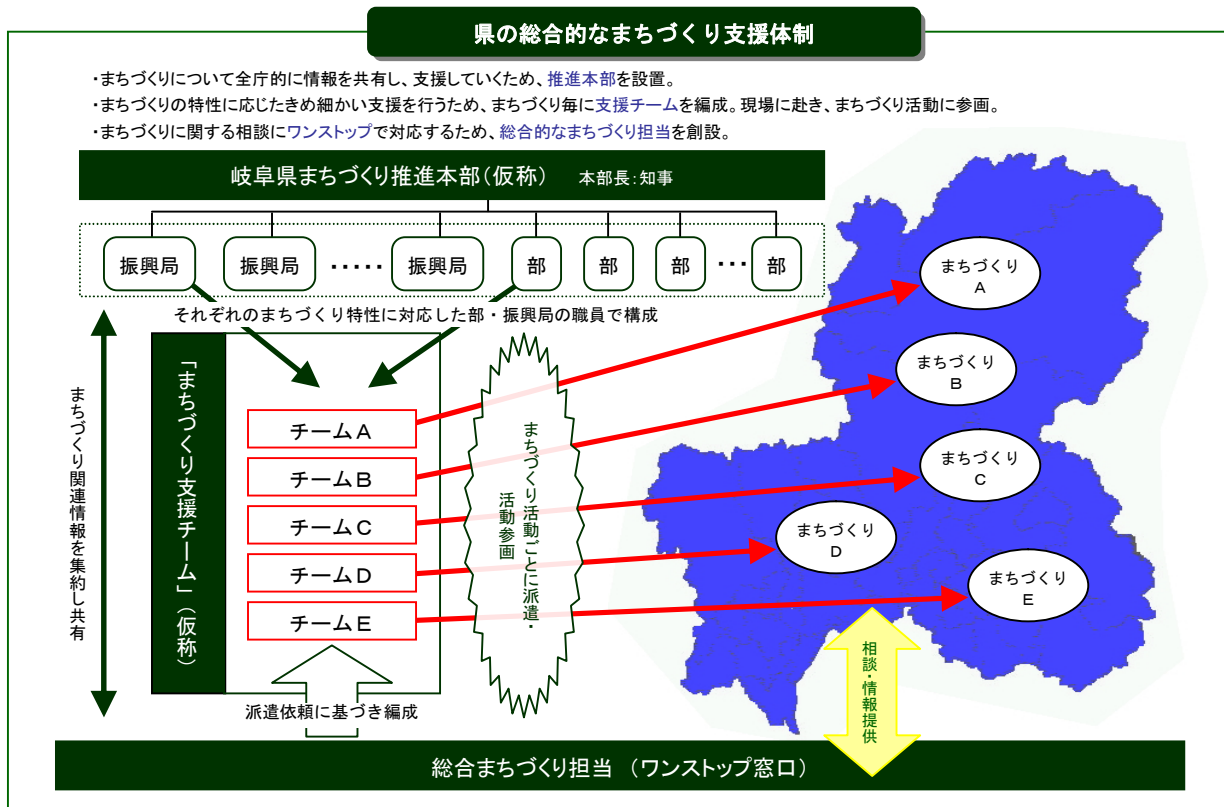 県の総合的なまちづくり支援体制
・まちづくりについて全庁的に情報を共有し、支援していくため、推進本部を設置。
・まちづくりの特性に応じたきめ細かい支援を行うため、まちづくり毎に支援チームを編成。現場に赴き、まちづくり活動に参画。
・まちづくりに関する相談にワンストップで対応するため、総合的なまちづくり担当を創設。
岐阜県まちづくり推進本部(仮称) 本部長:知事
振興局 振興局 ・・・・・ 振興局 部 部 部 ・・・ 部
それぞれのまちづくり特性に対応した部・振興局の職員で構成
まちづくり関連情報を集約し共有
「まちづくり支援チーム」(仮称)
チームA
チームB
チームC
チームD
チームE
派遣依頼に基づき編成
まちづくり活動ごとに派遣・
活動参画
まちづくり
A
まちづくり
B
まちづくり
C
まちづくり
D
まちづくり
E
相談・情報提供
総合まちづくり担当 (ワンストップ窓口)